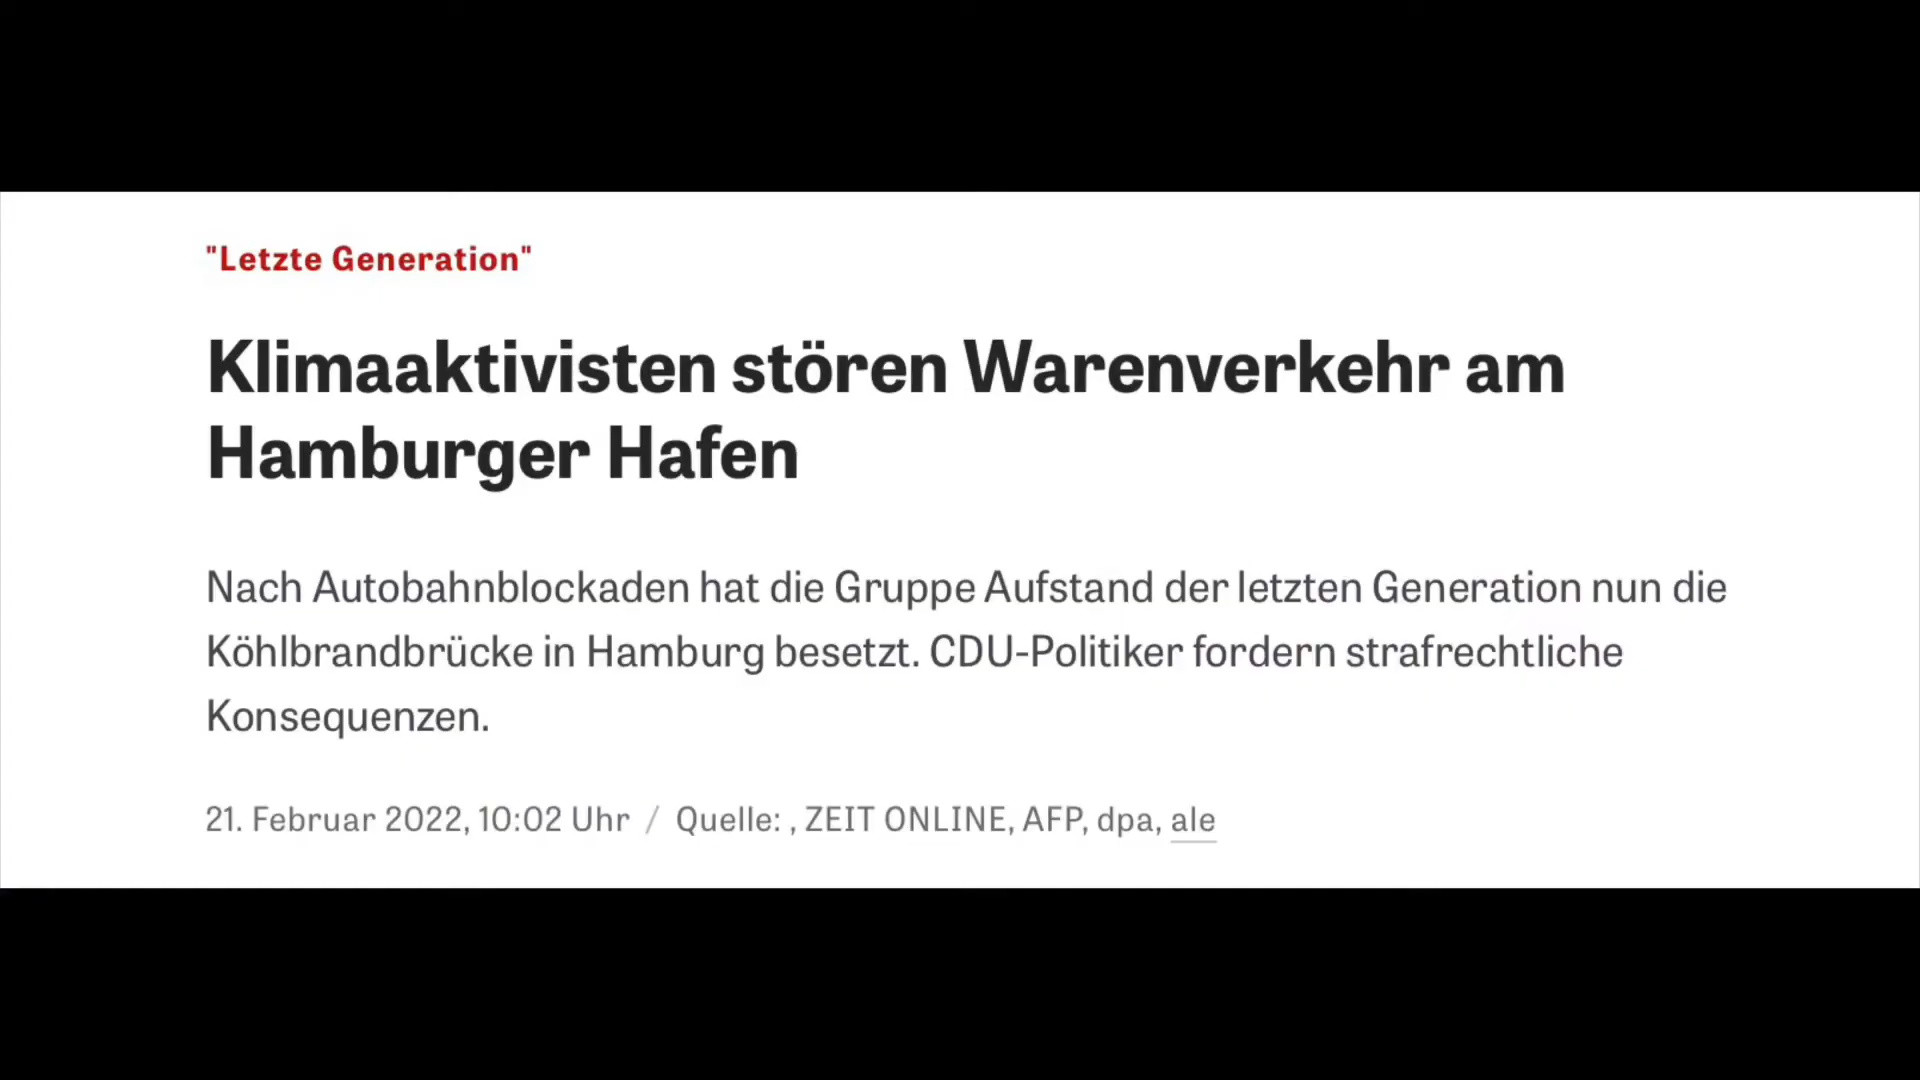 "Letzte Generation"
Klimaaktivisten stören Warenverkehr am
Hamburger Hafen
Nach Autobahnblockaden hat die Gruppe Aufstand der letzten Generation nun die
Köhlbrandbrücke in Hamburg besetzt. CDU-Politiker fordern strafrechtliche
Konsequenzen.
21. Februar 2022, 10:02 Uhr / Quelle: , ZEIT ONLINE, AFP, dpa, ale